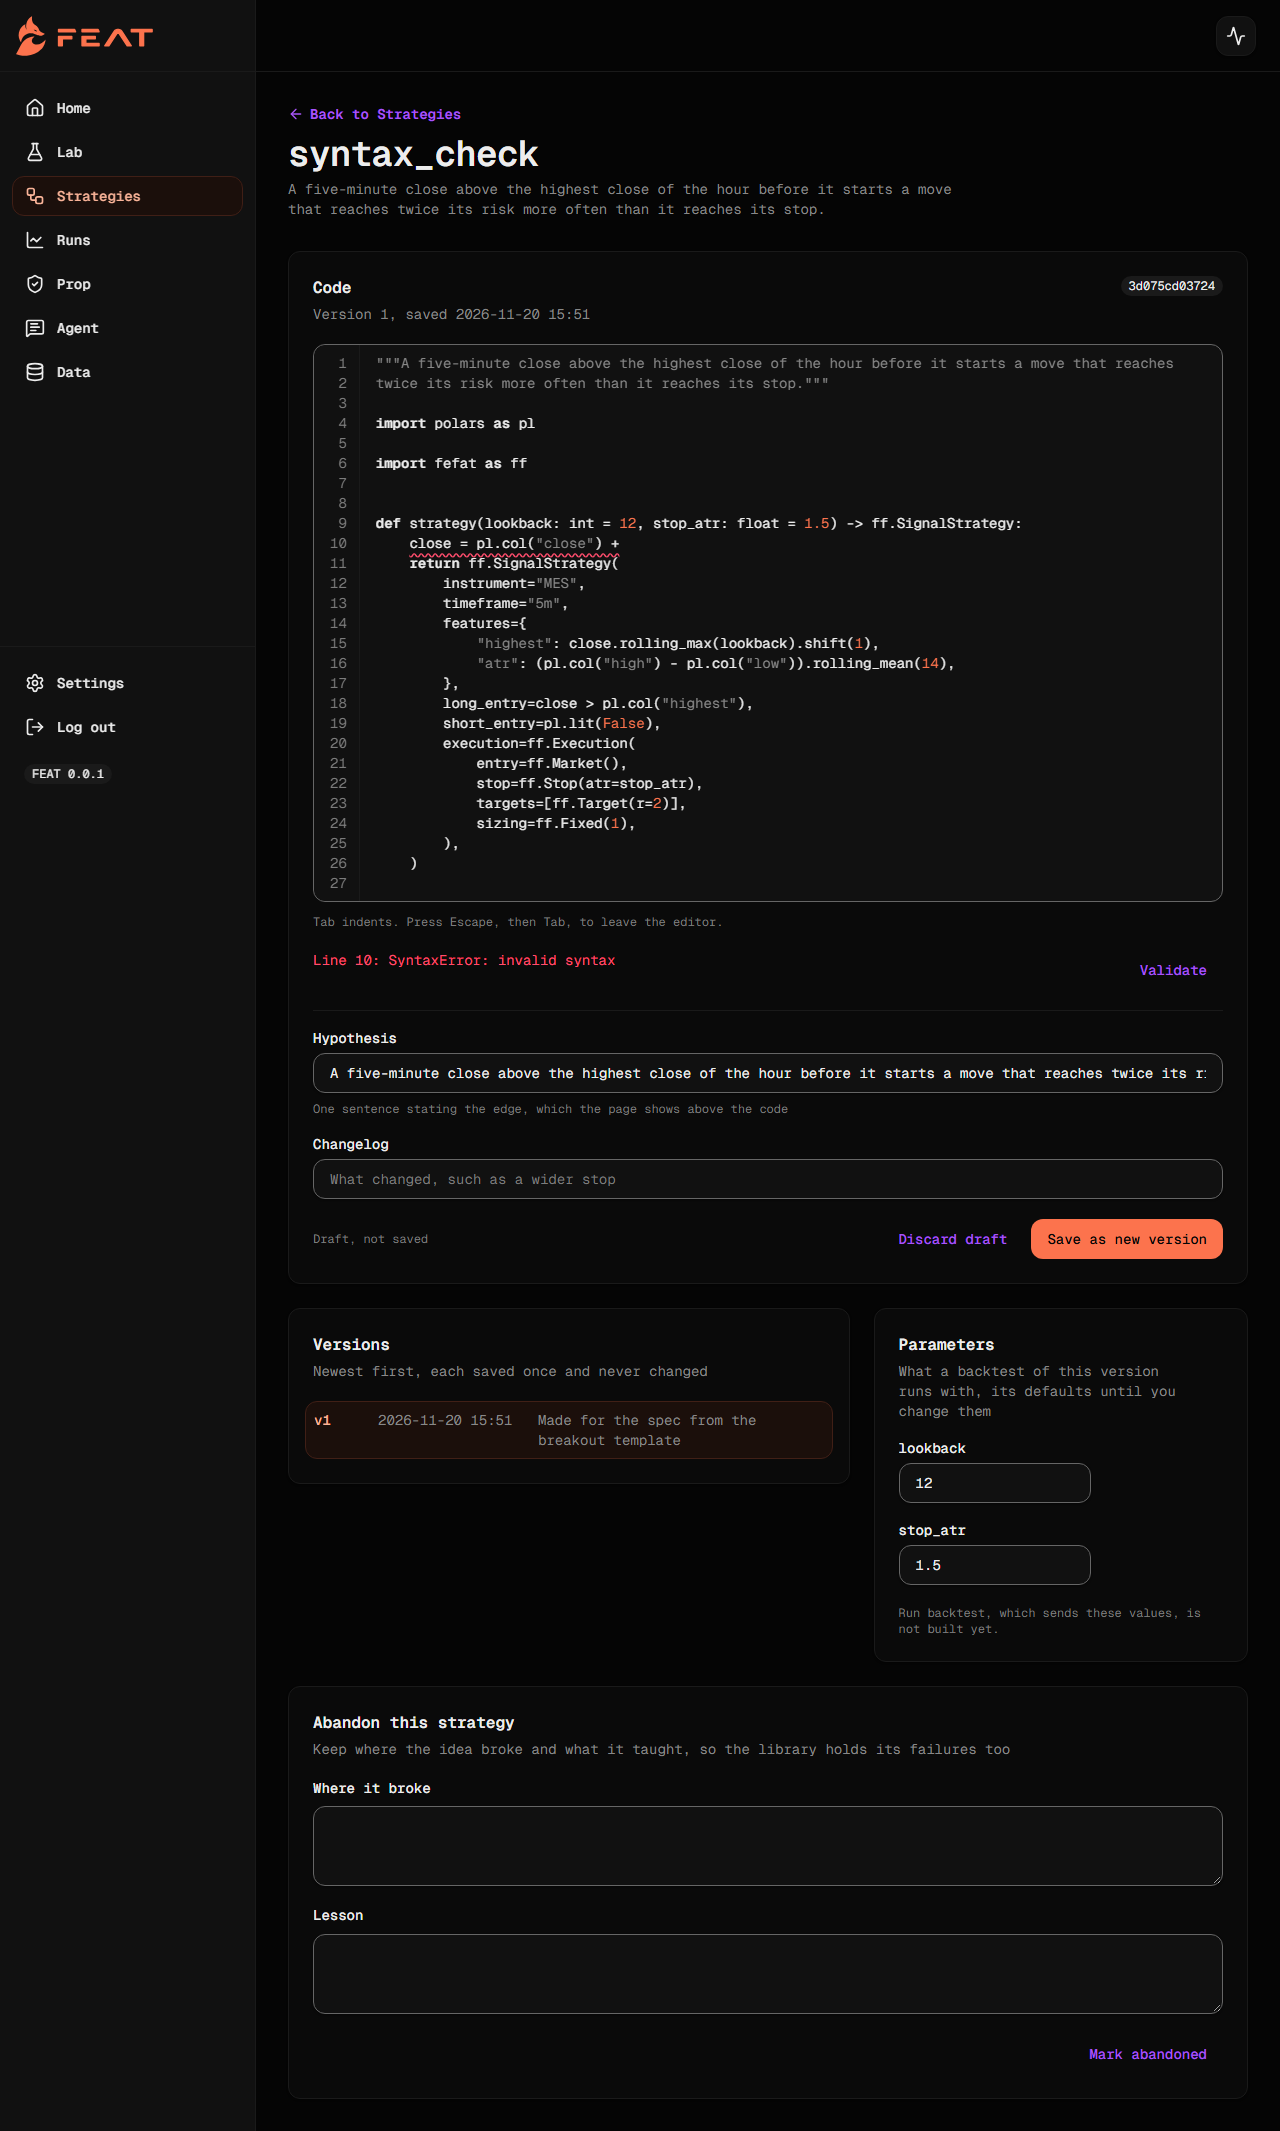 FEAT
Home
Lab
Strategies
Runs
Prop
Agent
Data
Settings
Log out
FEAT 0.0.1
Back to Strategies
syntax_check
A five-minute close above the highest close of the hour before it starts a move
that reaches twice its risk more often than it reaches its stop.
Code
3d075cd03724
Version 1, saved 2026-11-20 15:51
1 """A five-minute close above the highest close of the hour before it starts a move that reaches
2 twice its risk more often than it reaches its stop."""
3
4 import polars as pl
5
6 import fefat as ff
7
8
9 def strategy(lookback: int = 12, stop_atr: float = 1.5) -> ff.SignalStrategy:
10     close = pl.col("close") +
11     return ff.SignalStrategy(
12         instrument="MES",
13         timeframe="5m",
14         features={
15             "highest": close.rolling_max(lookback).shift(1),
16             "atr": (pl.col("high") - pl.col("low")).rolling_mean(14),
17         },
18         long_entry=close > pl.col("highest"),
19         short_entry=pl.lit(False),
20         execution=ff.Execution(
21             entry=ff.Market(),
22             stop=ff.Stop(atr=stop_atr),
23             targets=[ff.Target(r=2)],
24             sizing=ff.Fixed(1),
25         ),
26     )
27
Tab indents. Press Escape, then Tab, to leave the editor.
Line 10: SyntaxError: invalid syntax
Validate
Hypothesis
A five-minute close above the highest close of the hour before it starts a move that reaches twice its ri
One sentence stating the edge, which the page shows above the code
Changelog
What changed, such as a wider stop
Draft, not saved
Discard draft
Save as new version
Versions
Newest first, each saved once and never changed
v1 2026-11-20 15:51 Made for the spec from the
breakout template
Parameters
What a backtest of this version
runs with, its defaults until you
change them
lookback
12
stop_atr
1.5
Run backtest, which sends these values, is
not built yet.
Abandon this strategy
Keep where the idea broke and what it taught, so the library holds its failures too
Where it broke
Lesson
Mark abandoned